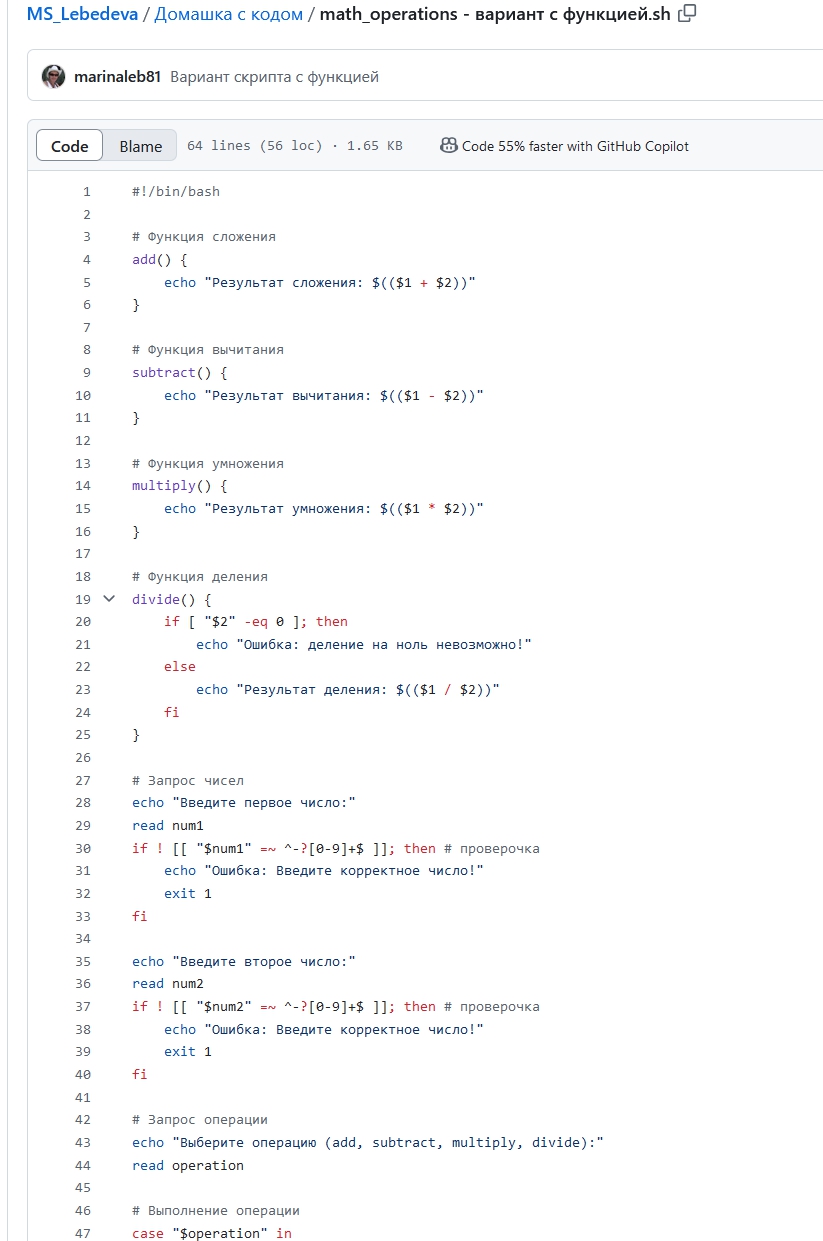 MS_Lebedeva / Домашка с кодом / math_operations - вариант с функцией.sh
marinaleb81 Вариант скрипта с функцией
Code Blame 64 lines (56 loc) · 1.65 KB Code 55% faster with GitHub Copilot
1 #!/bin/bash
2
3 # Функция сложения
4 add() {
5 echo "Результат сложения: $(($1 + $2))"
6 }
7
8 # Функция вычитания
9 subtract() {
10 echo "Результат вычитания: $(($1 - $2))"
11 }
12
13 # Функция умножения
14 multiply() {
15 echo "Результат умножения: $(($1 * $2))"
16 }
17
18 # Функция деления
19 divide() {
20 if [ "$2" -eq 0 ]; then
21 echo "Ошибка: деление на ноль невозможно!"
22 else
23 echo "Результат деления: $(($1 / $2))"
24 fi
25 }
26
27 # Запрос чисел
28 echo "Введите первое число:"
29 read num1
30 if ! [[ "$num1" =~ ^-?[0-9]+$ ]]; then # проверочка
31 echo "Ошибка: Введите корректное число!"
32 exit 1
33 fi
34
35 echo "Введите второе число:"
36 read num2
37 if ! [[ "$num2" =~ ^-?[0-9]+$ ]]; then # проверочка
38 echo "Ошибка: Введите корректное число!"
39 exit 1
40 fi
41
42 # Запрос операции
43 echo "Выберите операцию (add, subtract, multiply, divide):"
44 read operation
45
46 # Выполнение операции
47 case "$operation" in